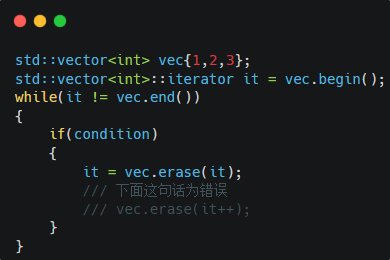 std::vector<int> vec{1,2,3};
std::vector<int>::iterator it = vec.begin();
while(it != vec.end())
{
    if(condition)
    {
        it = vec.erase(it);
        /// 下面这句话为错误
        /// vec.erase(it++);
    }
}